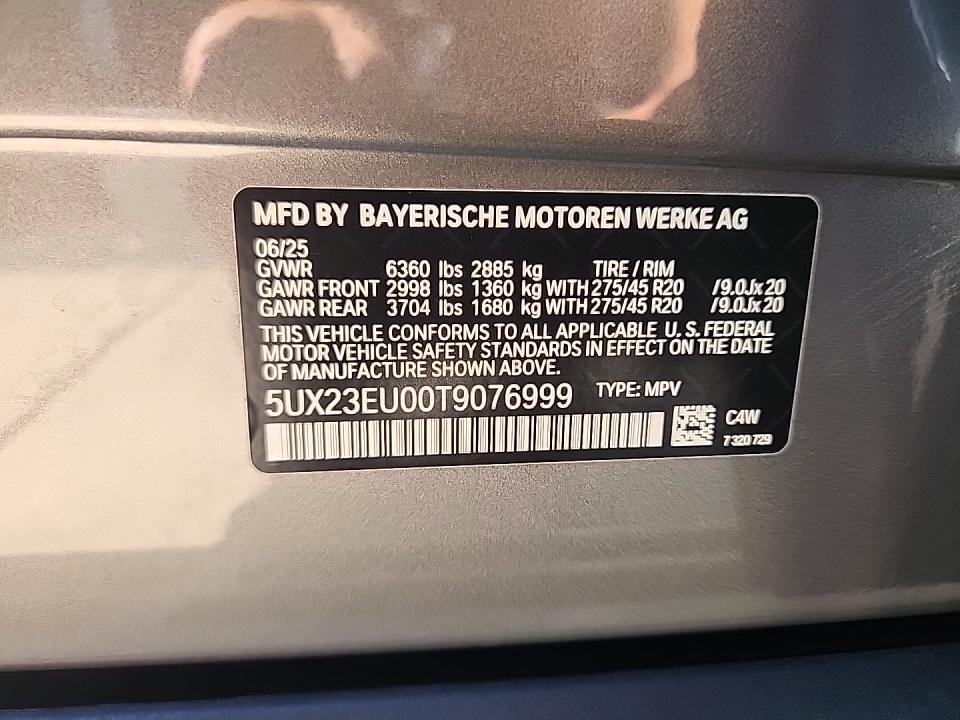 MFD BY BAYERISCHE MOTOREN WERKE AG
06/25
GVWR 6360 lbs 2885 kg TIRE / RIM
GAWR FRONT 2998 lbs 1360 kg WITH 275/45 R20 /9.0Jx20
GAWR REAR 3704 lbs 1680 kg WITH 275/45 R20 /9.0Jx20
THIS VEHICLE CONFORMS TO ALL APPLICABLE U. S. FEDERAL
MOTOR VEHICLE SAFETY STANDARDS IN EFFECT ON THE DATE
OF MANUFACTURE SHOWN ABOVE.
5UX23EU00T9076999 TYPE: MPV
C4W
7 320 729